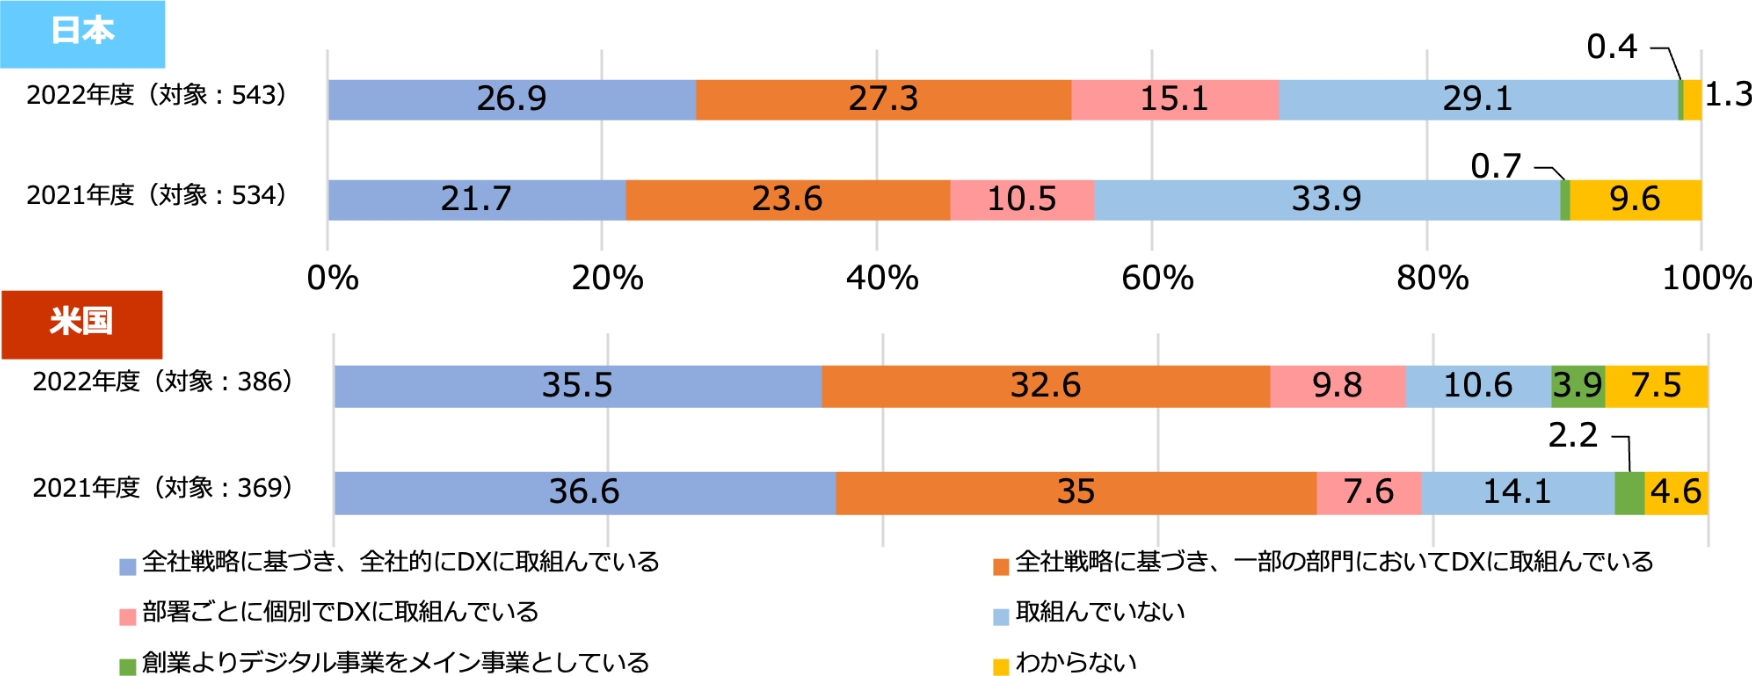 日本
0.4
2022年度（対象：543） 26.9 27.3 15.1 29.1 1.3
0.7
2021年度（対象：534） 21.7 23.6 10.5 33.9 9.6
0% 20% 40% 60% 80% 100%
米国
2022年度（対象：386） 35.5 32.6 9.8 10.6 3.9 7.5
2.2
2021年度（対象：369） 36.6 35 7.6 14.1 4.6
全社戦略に基づき、全社的にDXに取組んでいる 全社戦略に基づき、一部の部門においてDXに取組んでいる
部署ごとに個別でDXに取組んでいる 取組んでいない
創業よりデジタル事業をメイン事業としている わからない